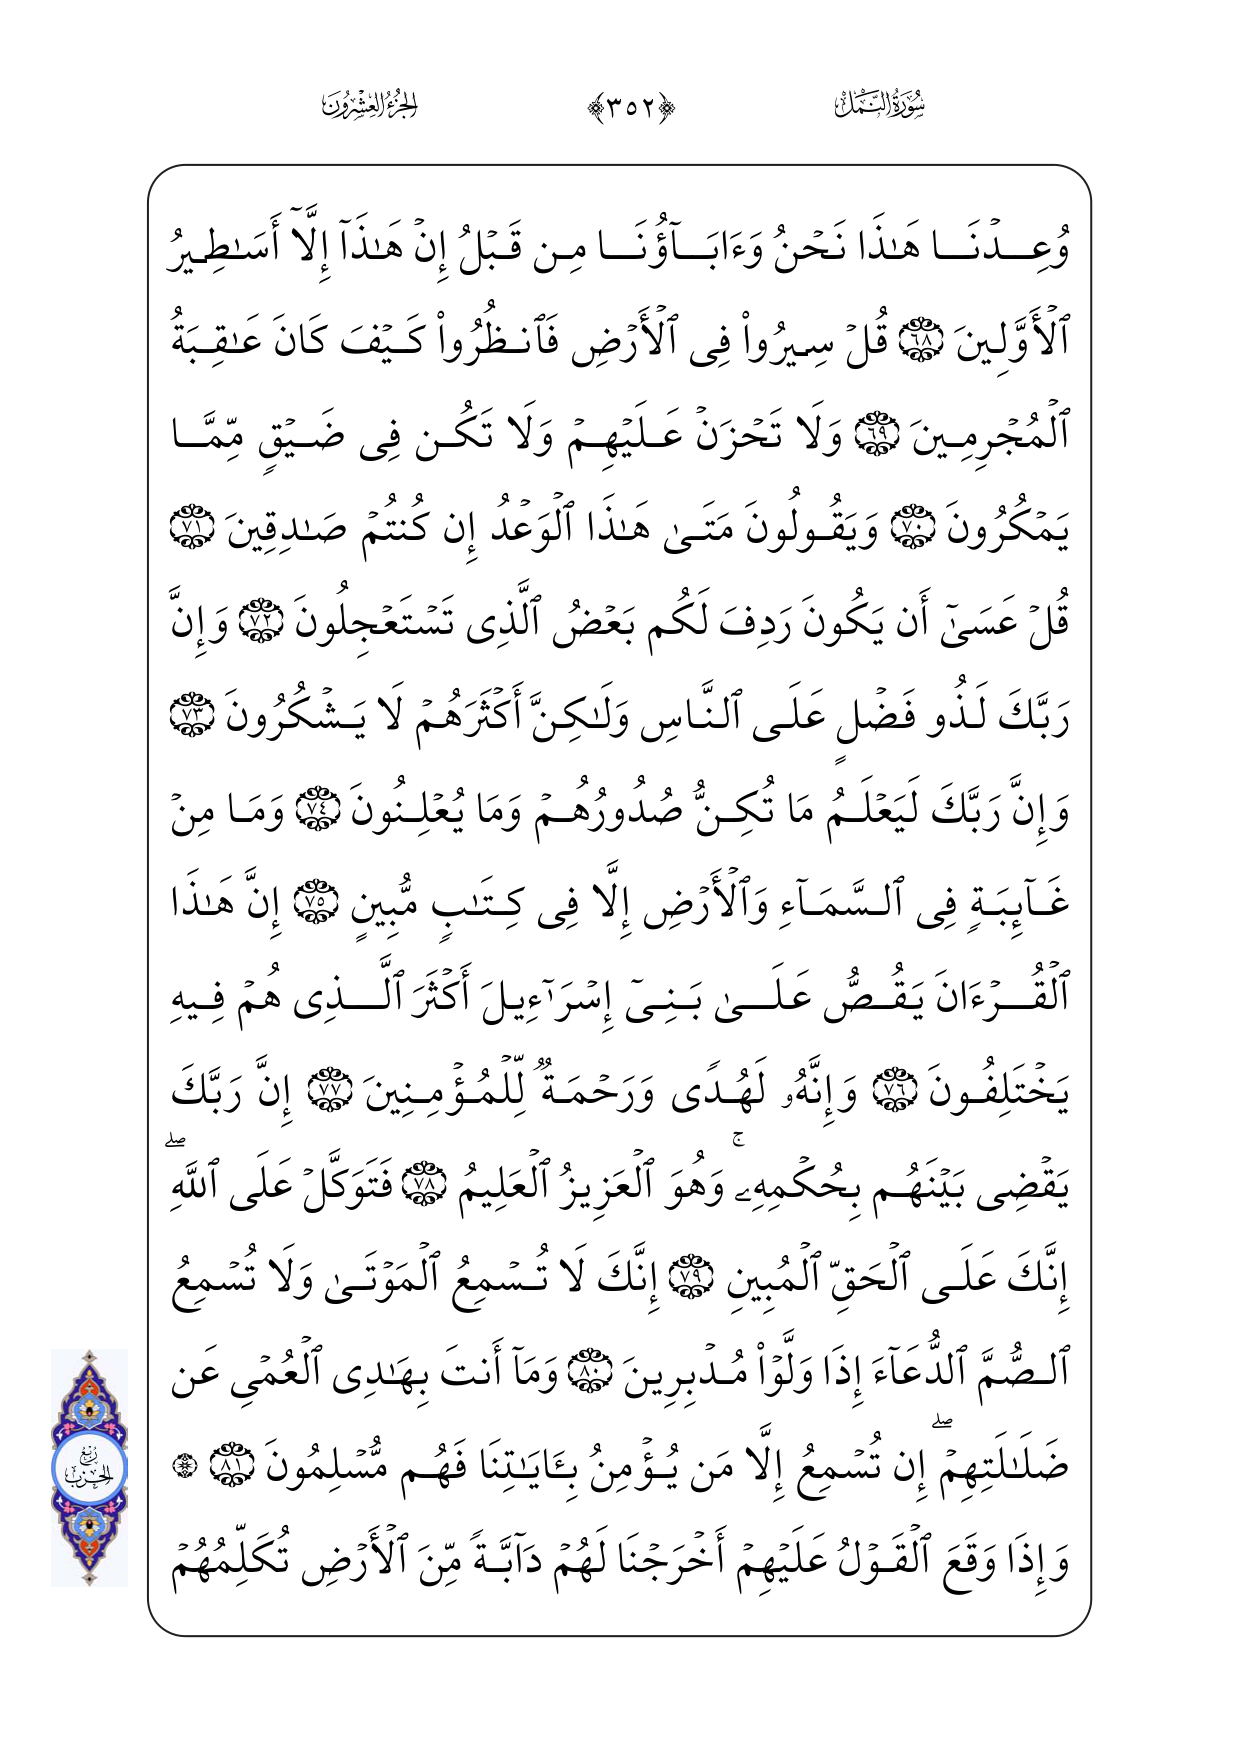 سُورَةُ النَّمْل ﴿٣٥٢﴾ الجُزْءُ العِشْرُونَ
وُعِدْنَا هَـٰذَا نَحْنُ وَءَابَآؤُنَا مِن قَبْلُ إِنْ هَـٰذَآ إِلَّآ أَسَـٰطِيرُ
ٱلْأَوَّلِينَ ٦٨ قُلْ سِيرُوا۟ فِى ٱلْأَرْضِ فَٱنظُرُوا۟ كَيْفَ كَانَ عَـٰقِبَةُ
ٱلْمُجْرِمِينَ ٦٩ وَلَا تَحْزَنْ عَلَيْهِمْ وَلَا تَكُن فِى ضَيْقٍ مِّمَّا
يَمْكُرُونَ ٧٠ وَيَقُولُونَ مَتَىٰ هَـٰذَا ٱلْوَعْدُ إِن كُنتُمْ صَـٰدِقِينَ ٧١
قُلْ عَسَىٰٓ أَن يَكُونَ رَدِفَ لَكُم بَعْضُ ٱلَّذِى تَسْتَعْجِلُونَ ٧٢ وَإِنَّ
رَبَّكَ لَذُو فَضْلٍ عَلَى ٱلنَّاسِ وَلَـٰكِنَّ أَكْثَرَهُمْ لَا يَشْكُرُونَ ٧٣
وَإِنَّ رَبَّكَ لَيَعْلَمُ مَا تُكِنُّ صُدُورُهُمْ وَمَا يُعْلِنُونَ ٧٤ وَمَا مِنْ
غَآئِبَةٍ فِى ٱلسَّمَآءِ وَٱلْأَرْضِ إِلَّا فِى كِتَـٰبٍ مُّبِينٍ ٧٥ إِنَّ هَـٰذَا
ٱلْقُرْءَانَ يَقُصُّ عَلَىٰ بَنِىٓ إِسْرَٰٓءِيلَ أَكْثَرَ ٱلَّذِى هُمْ فِيهِ
يَخْتَلِفُونَ ٧٦ وَإِنَّهُۥ لَهُدًى وَرَحْمَةٌ لِّلْمُؤْمِنِينَ ٧٧ إِنَّ رَبَّكَ
يَقْضِى بَيْنَهُم بِحُكْمِهِۦ ۚ وَهُوَ ٱلْعَزِيزُ ٱلْعَلِيمُ ٧٨ فَتَوَكَّلْ عَلَى ٱللَّهِ ۖ
إِنَّكَ عَلَى ٱلْحَقِّ ٱلْمُبِينِ ٧٩ إِنَّكَ لَا تُسْمِعُ ٱلْمَوْتَىٰ وَلَا تُسْمِعُ
ٱلصُّمَّ ٱلدُّعَآءَ إِذَا وَلَّوْا۟ مُدْبِرِينَ ٨٠ وَمَآ أَنتَ بِهَـٰدِى ٱلْعُمْىِ عَن
ضَلَـٰلَتِهِمْ ۖ إِن تُسْمِعُ إِلَّا مَن يُؤْمِنُ بِـَٔايَـٰتِنَا فَهُم مُّسْلِمُونَ ٨١ ۞
وَإِذَا وَقَعَ ٱلْقَوْلُ عَلَيْهِمْ أَخْرَجْنَا لَهُمْ دَآبَّةً مِّنَ ٱلْأَرْضِ تُكَلِّمُهُمْ
رُبْعُ
الحِزْب